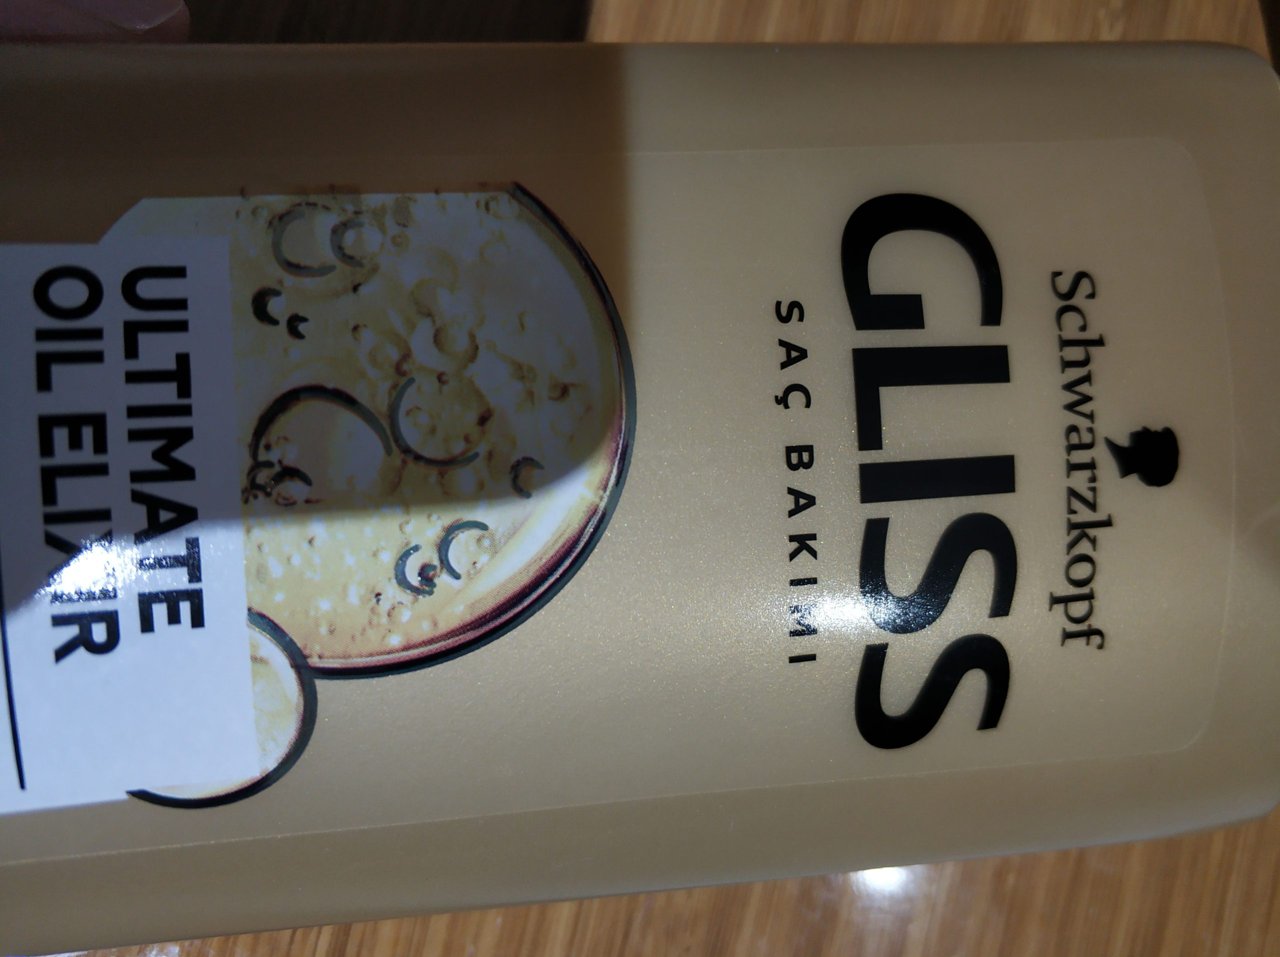 Schwarzkopf
GLISS
SAÇ BAKIMI
ULTIMATE
OIL ELIXIR